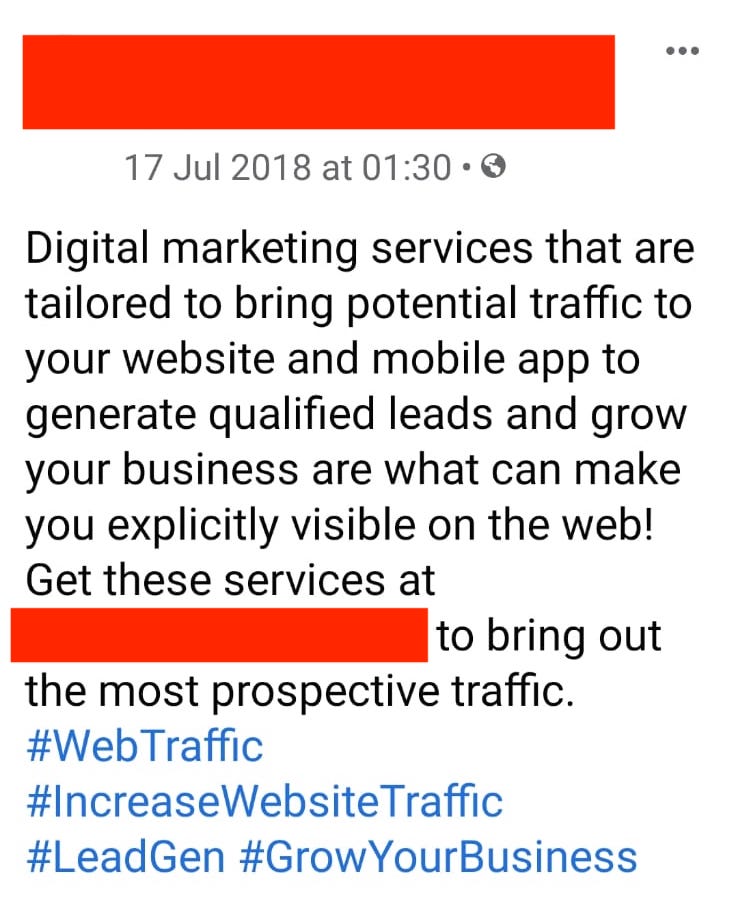 17 Jul 2018 at 01:30 •
Digital marketing services that are
tailored to bring potential traffic to
your website and mobile app to
generate qualified leads and grow
your business are what can make
you explicitly visible on the web!
Get these services at
to bring out
the most prospective traffic.
#WebTraffic
#IncreaseWebsiteTraffic
#LeadGen #GrowYourBusiness